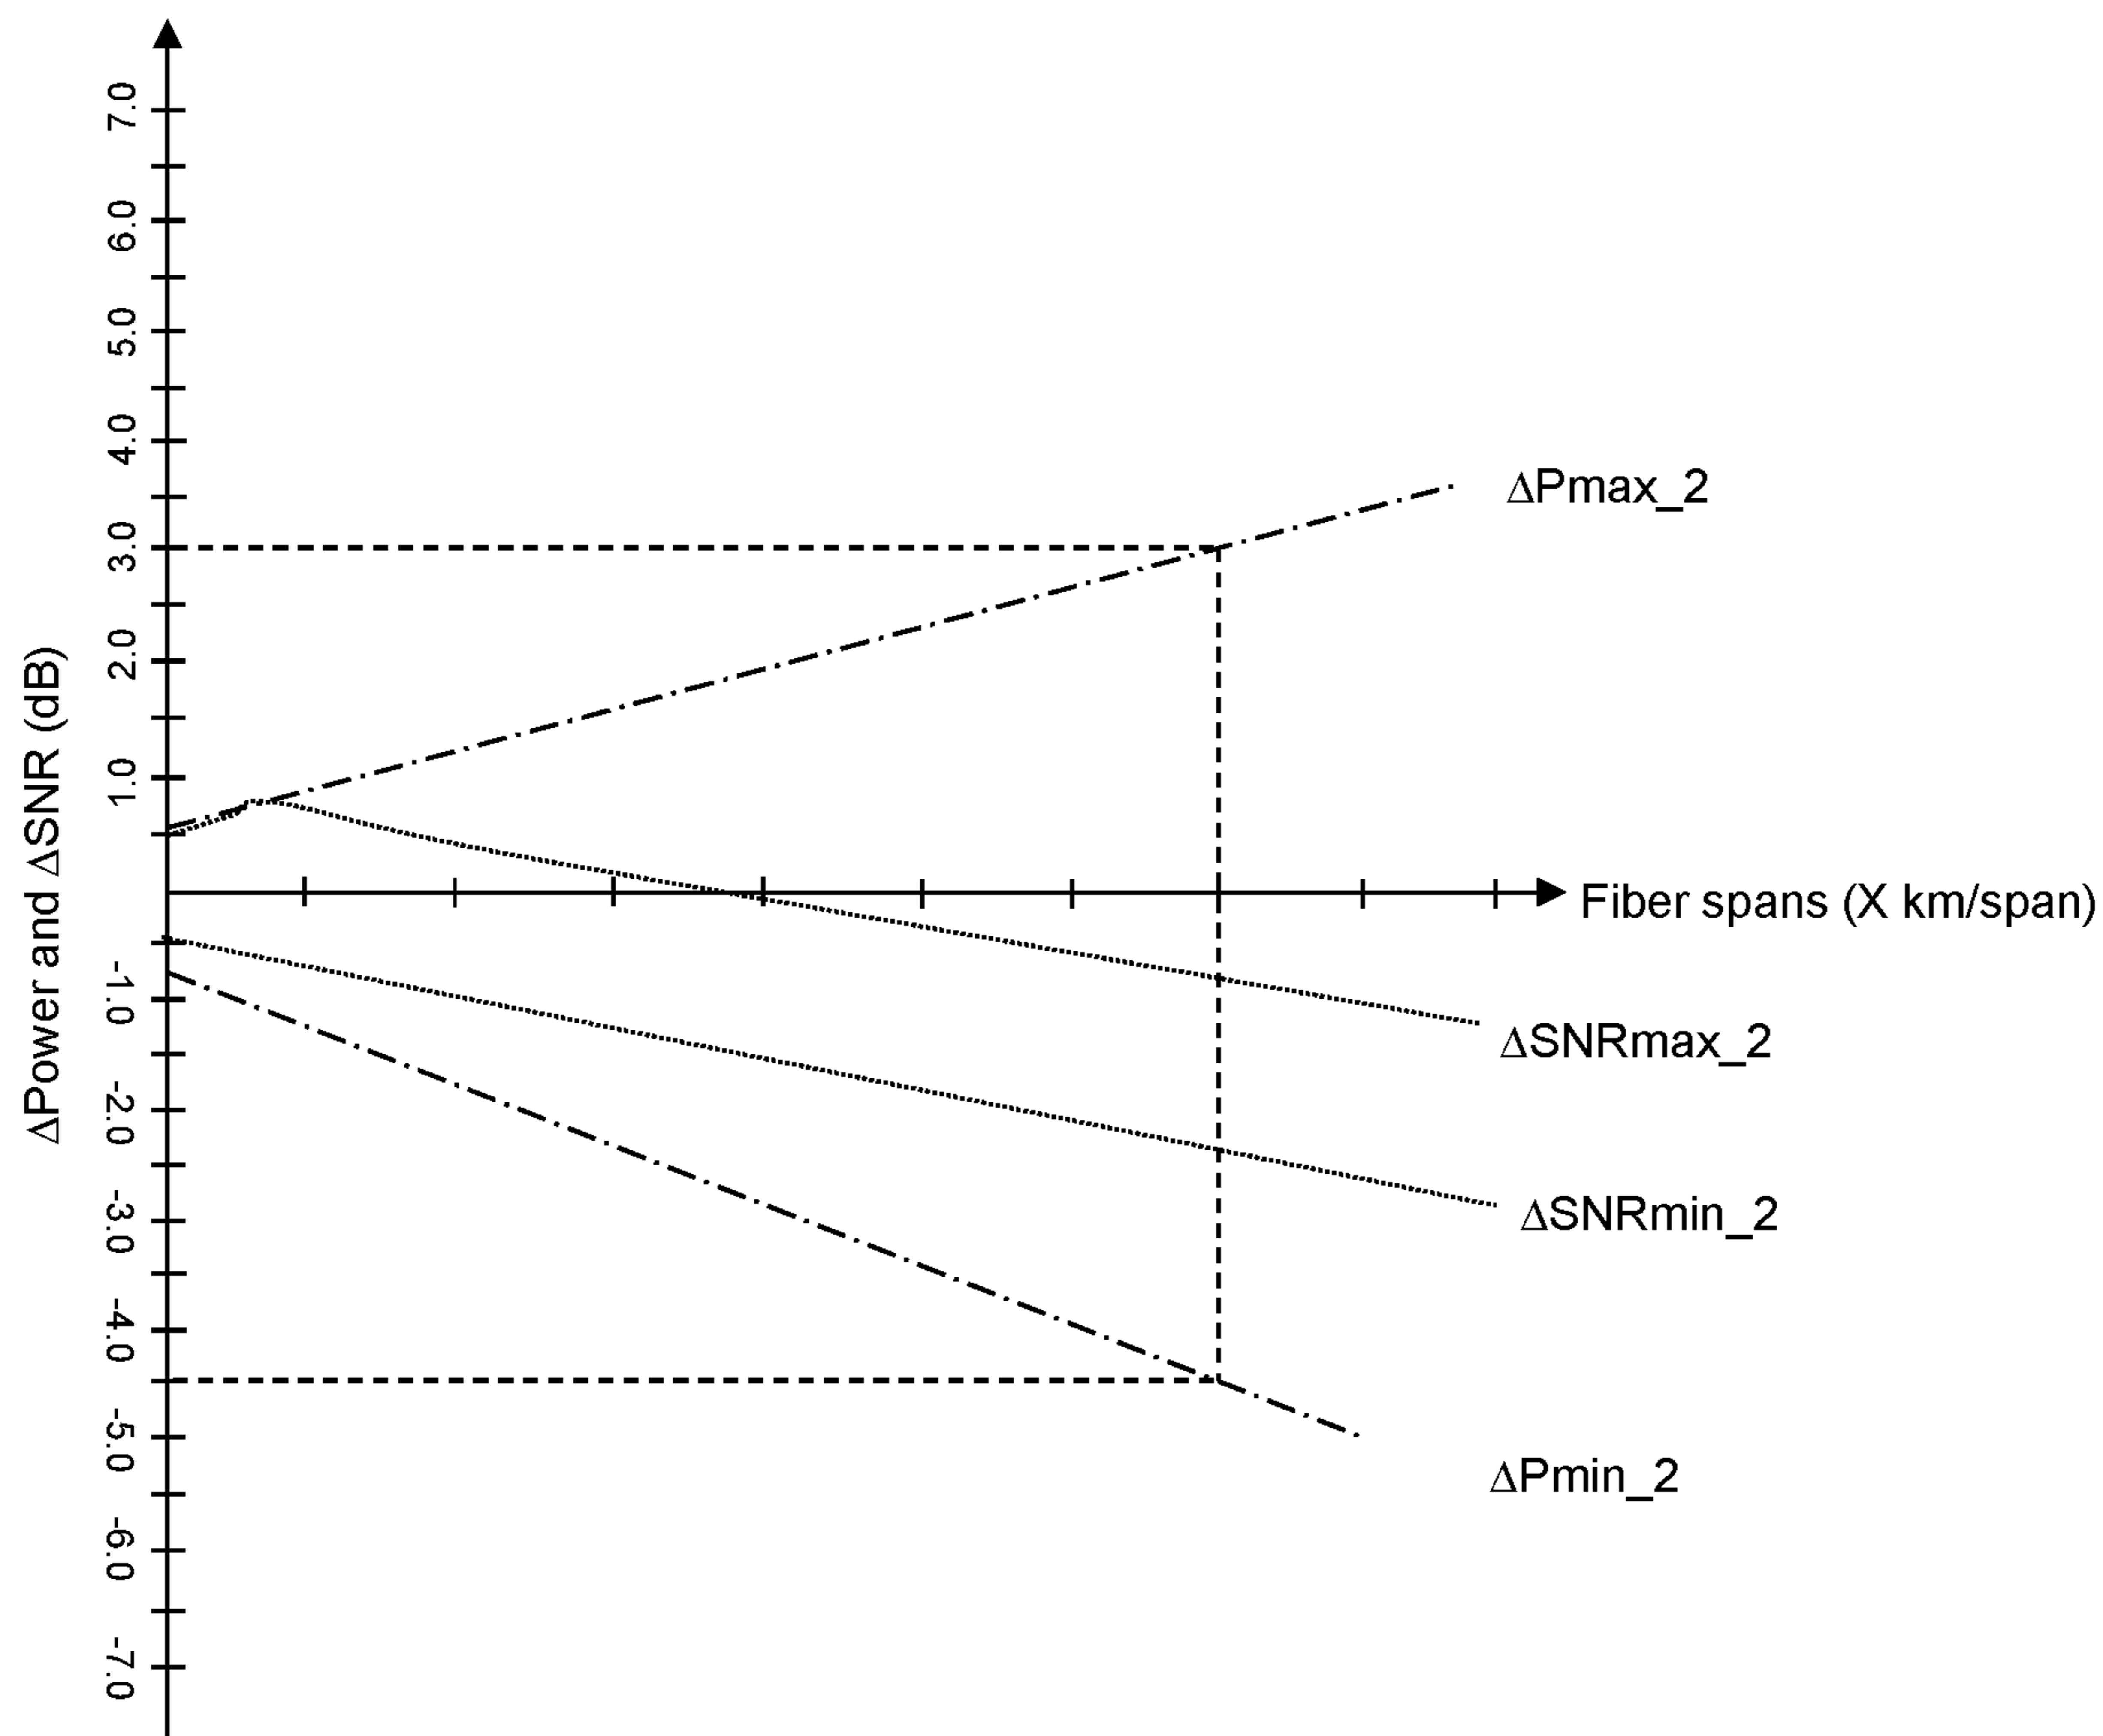 7.0
6.0
5.0
4.0
3.0
2.0
1.0
-1.0
-2.0
-3.0
-4.0
-5.0
-6.0
-7.0
ΔPower and ΔSNR (dB)
ΔPmax_2
Fiber spans (X km/span)
ΔSNRmax_2
ΔSNRmin_2
ΔPmin_2